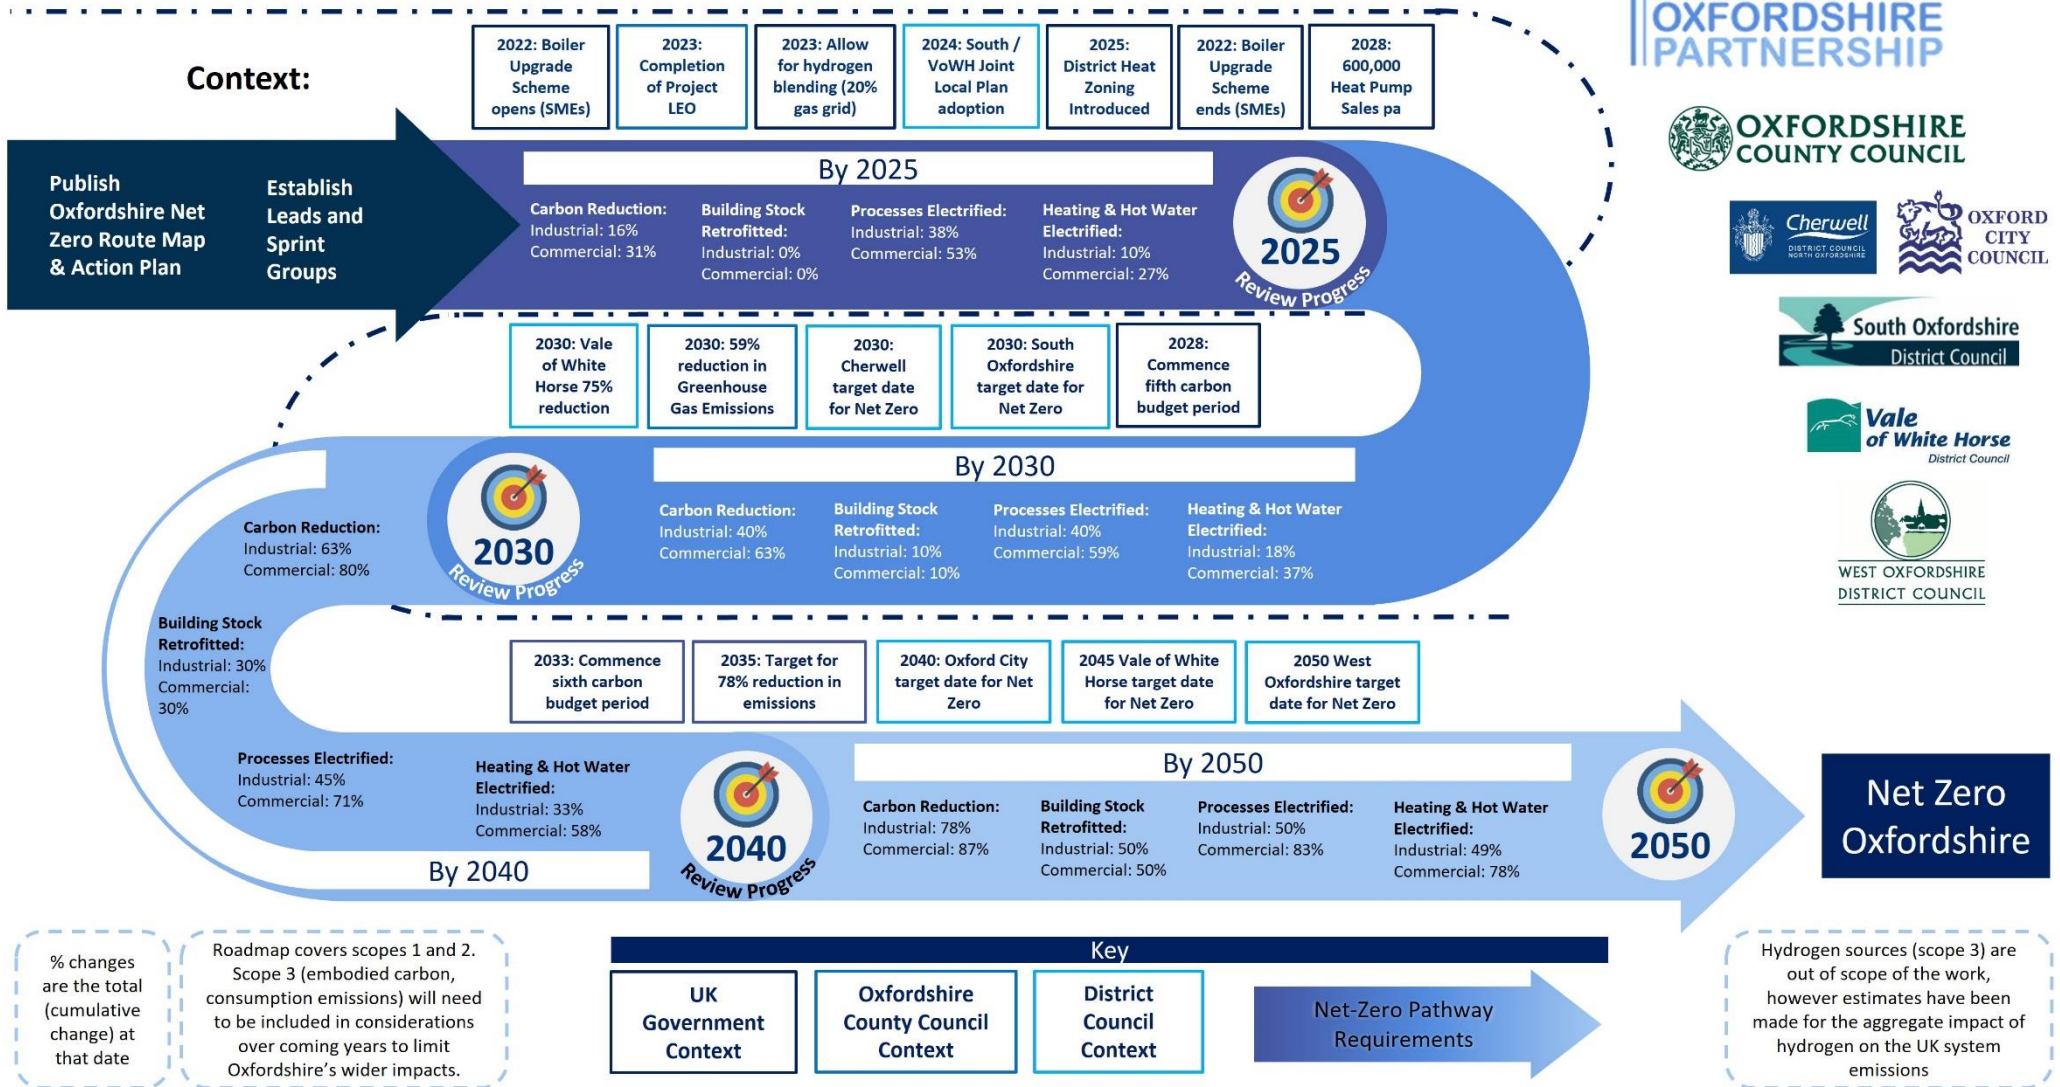 OXFORDSHIRE
PARTNERSHIP
Context:
2022: Boiler
Upgrade
Scheme
opens (SMEs)
2023:
Completion
of Project
LEO
2023: Allow
for hydrogen
blending (20%
gas grid)
2024: South /
VoWH Joint
Local Plan
adoption
2025:
District Heat
Zoning
Introduced
2022: Boiler
Upgrade
Scheme
ends (SMEs)
2028:
600,000
Heat Pump
Sales pa
OXFORDSHIRE
COUNTY COUNCIL
Cherwell
DISTRICT COUNCIL
NORTH OXFORDSHIRE
OXFORD
CITY
COUNCIL
South Oxfordshire
District Council
Vale
of White Horse
District Council
WEST OXFORDSHIRE
DISTRICT COUNCIL
Publish
Oxfordshire Net
Zero Route Map
& Action Plan
Establish
Leads and
Sprint
Groups
By 2025
Carbon Reduction:
Industrial: 16%
Commercial: 31%
Building Stock
Retrofitted:
Industrial: 0%
Commercial: 0%
Processes Electrified:
Industrial: 38%
Commercial: 53%
Heating & Hot Water
Electrified:
Industrial: 10%
Commercial: 27%
2025
Review Progress
2030: Vale
of White
Horse 75%
reduction
2030: 59%
reduction in
Greenhouse
Gas Emissions
2030:
Cherwell
target date
for Net Zero
2030: South
Oxfordshire
target date for
Net Zero
2028:
Commence
fifth carbon
budget period
By 2030
Carbon Reduction:
Industrial: 40%
Commercial: 63%
Building Stock
Retrofitted:
Industrial: 10%
Commercial: 10%
Processes Electrified:
Industrial: 40%
Commercial: 59%
Heating & Hot Water
Electrified:
Industrial: 18%
Commercial: 37%
2030
Review Progress
Carbon Reduction:
Industrial: 63%
Commercial: 80%
Building Stock
Retrofitted:
Industrial: 30%
Commercial:
30%
Processes Electrified:
Industrial: 45%
Commercial: 71%
Heating & Hot Water
Electrified:
Industrial: 33%
Commercial: 58%
By 2040
2040
Review Progress
2033: Commence
sixth carbon
budget period
2035: Target for
78% reduction in
emissions
2040: Oxford City
target date for Net
Zero
2045 Vale of White
Horse target date
for Net Zero
2050 West
Oxfordshire target
date for Net Zero
By 2050
Carbon Reduction:
Industrial: 78%
Commercial: 87%
Building Stock
Retrofitted:
Industrial: 50%
Commercial: 50%
Processes Electrified:
Industrial: 50%
Commercial: 83%
Heating & Hot Water
Electrified:
Industrial: 49%
Commercial: 78%
2050
Net Zero
Oxfordshire
% changes
are the total
(cumulative
change) at
that date
Roadmap covers scopes 1 and 2.
Scope 3 (embodied carbon,
consumption emissions) will need
to be included in considerations
over coming years to limit
Oxfordshire's wider impacts.
Key
UK
Government
Context
Oxfordshire
County Council
Context
District
Council
Context
Net-Zero Pathway
Requirements
Hydrogen sources (scope 3) are
out of scope of the work,
however estimates have been
made for the aggregate impact of
hydrogen on the UK system
emissions